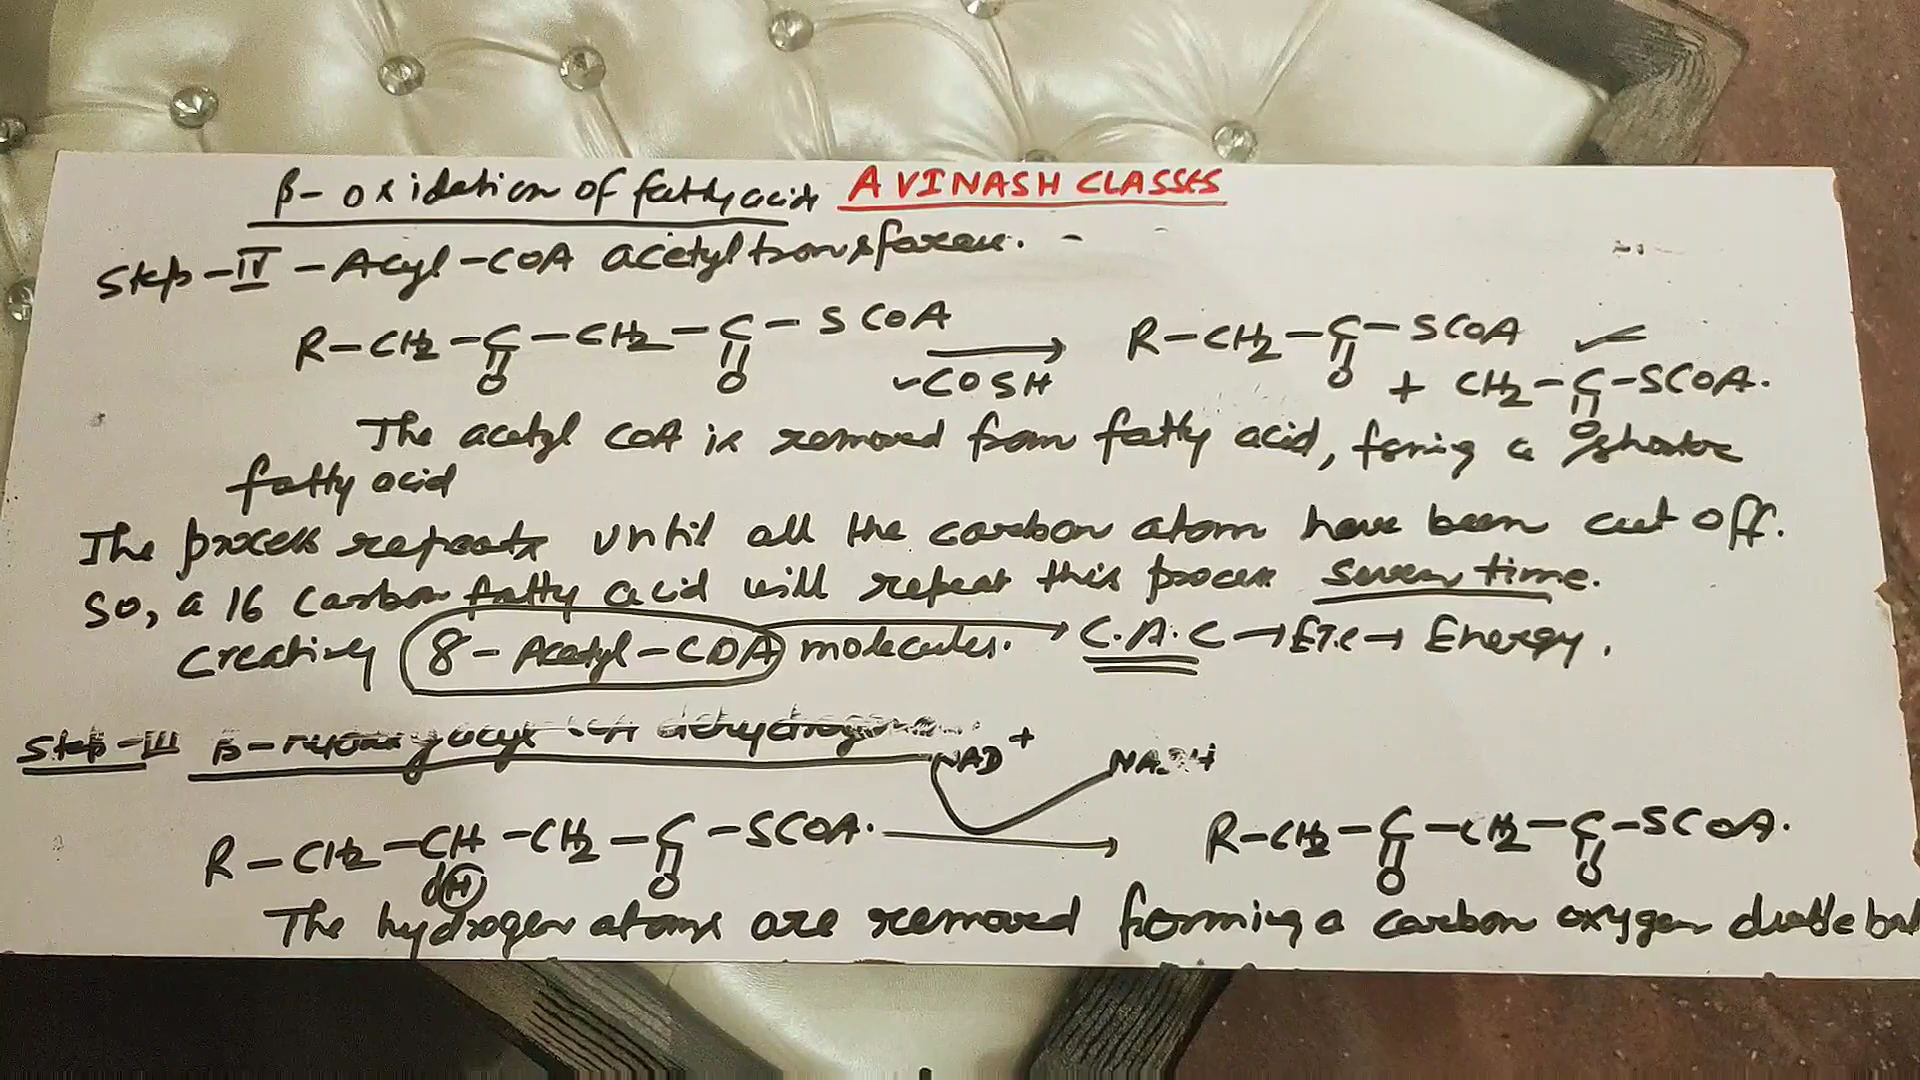 β- oxidation of fatty acid AVINASH CLASSES
Step-IV - Acyl-COA acetyltransferase. -
R-CH2-C-CH2-C-SCOA → R-CH2-C-SCOA
O O COSH O + CH2-C-SCOA.
O
The acetyl COA is removed from fatty acid, forming a shorter
fatty acid
The process repeats until all the carbon atom have been cut off.
So, a 16 Carbon fatty acid will repeat this process seven time.
creating 8-Acetyl-COA molecules. → C.A.C → ETC → Energy.
Step-III β- acyl dehydrogen
NAD+
R-CH2-CH-CH2-C-SCOA. → R-CH2-C-CH2-C-SCOA.
OH O O O
The hydrogen atoms are removed forming a carbon oxygen double